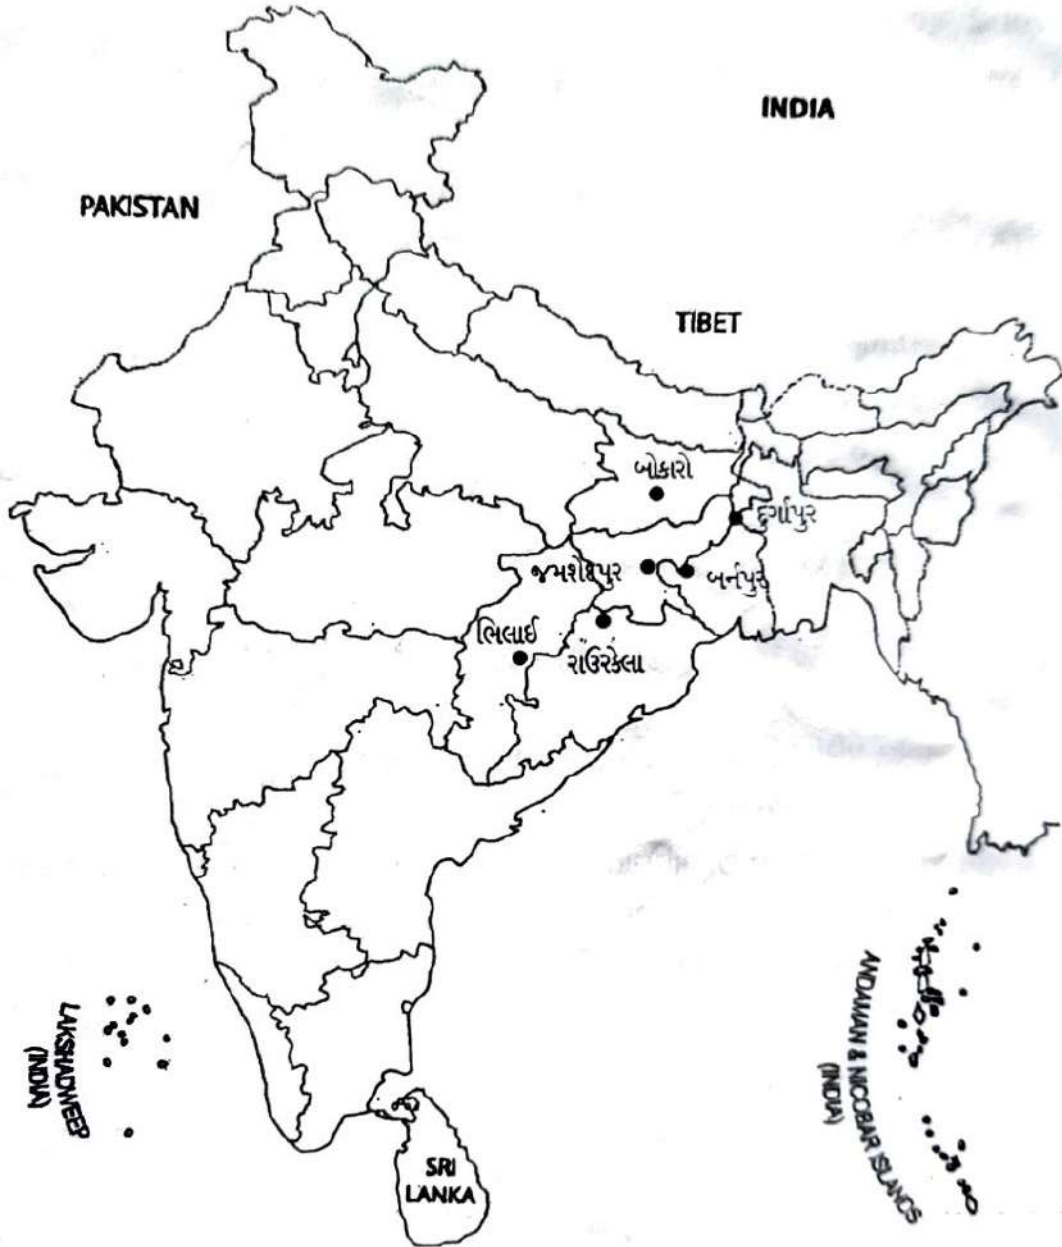 INDIA
PAKISTAN
TIBET
બોકારો
દુર્ગાપુર
જમશેદપુર
બર્નપુર
ભિલાઈ
રાઉરકેલા
LAKSHADWEEP
(INDIA)
ANDAMAN & NICOBAR ISLANDS
(INDIA)
SRI
LANKA